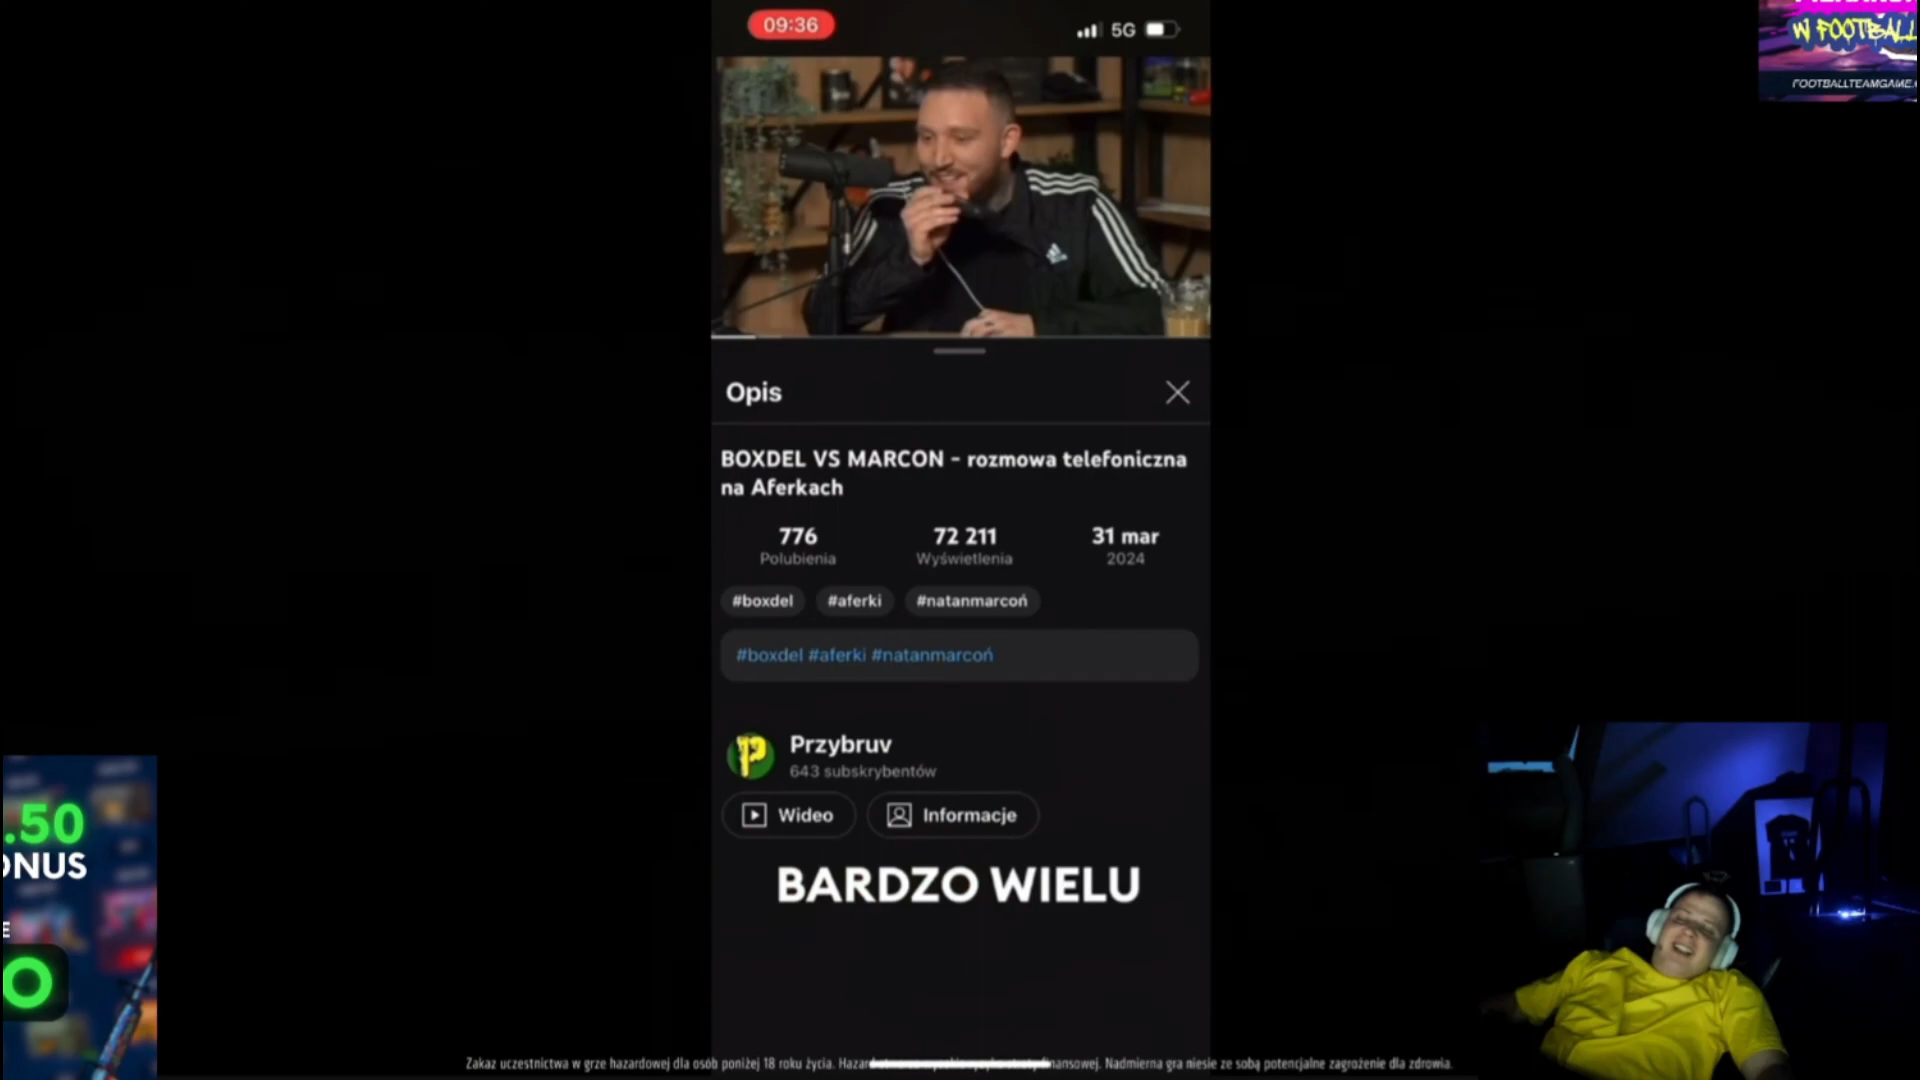 09:36
5G
W FOOTBALL
FOOTBALLTEAMGAME.
Opis
BOXDEL VS MARCON - rozmowa telefoniczna
na Aferkach
776
72 211
31 mar
Polubienia
Wyświetlenia
2024
#boxdel
#aferki
#natanmarcoń
#boxdel #aferki #natanmarcoń
Przybruv
643 subskrybentów
Wideo
Informacje
.50
ONUS
BARDZO WIELU
Zakaz uczestnictwa w grze hazardowej dla osób poniżej 18 roku życia. Nadmierna gra niesie ze sobą potencjalne zagrożenie dla zdrowia.